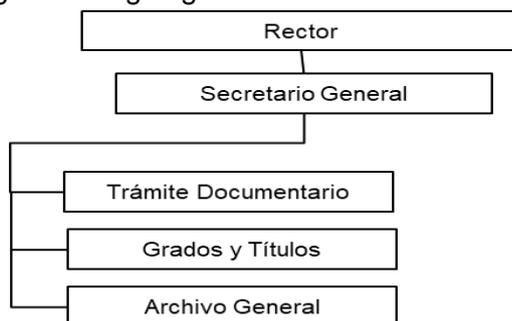 Rector
Secretario General
Trámite Documentario
Grados y Títulos
Archivo General